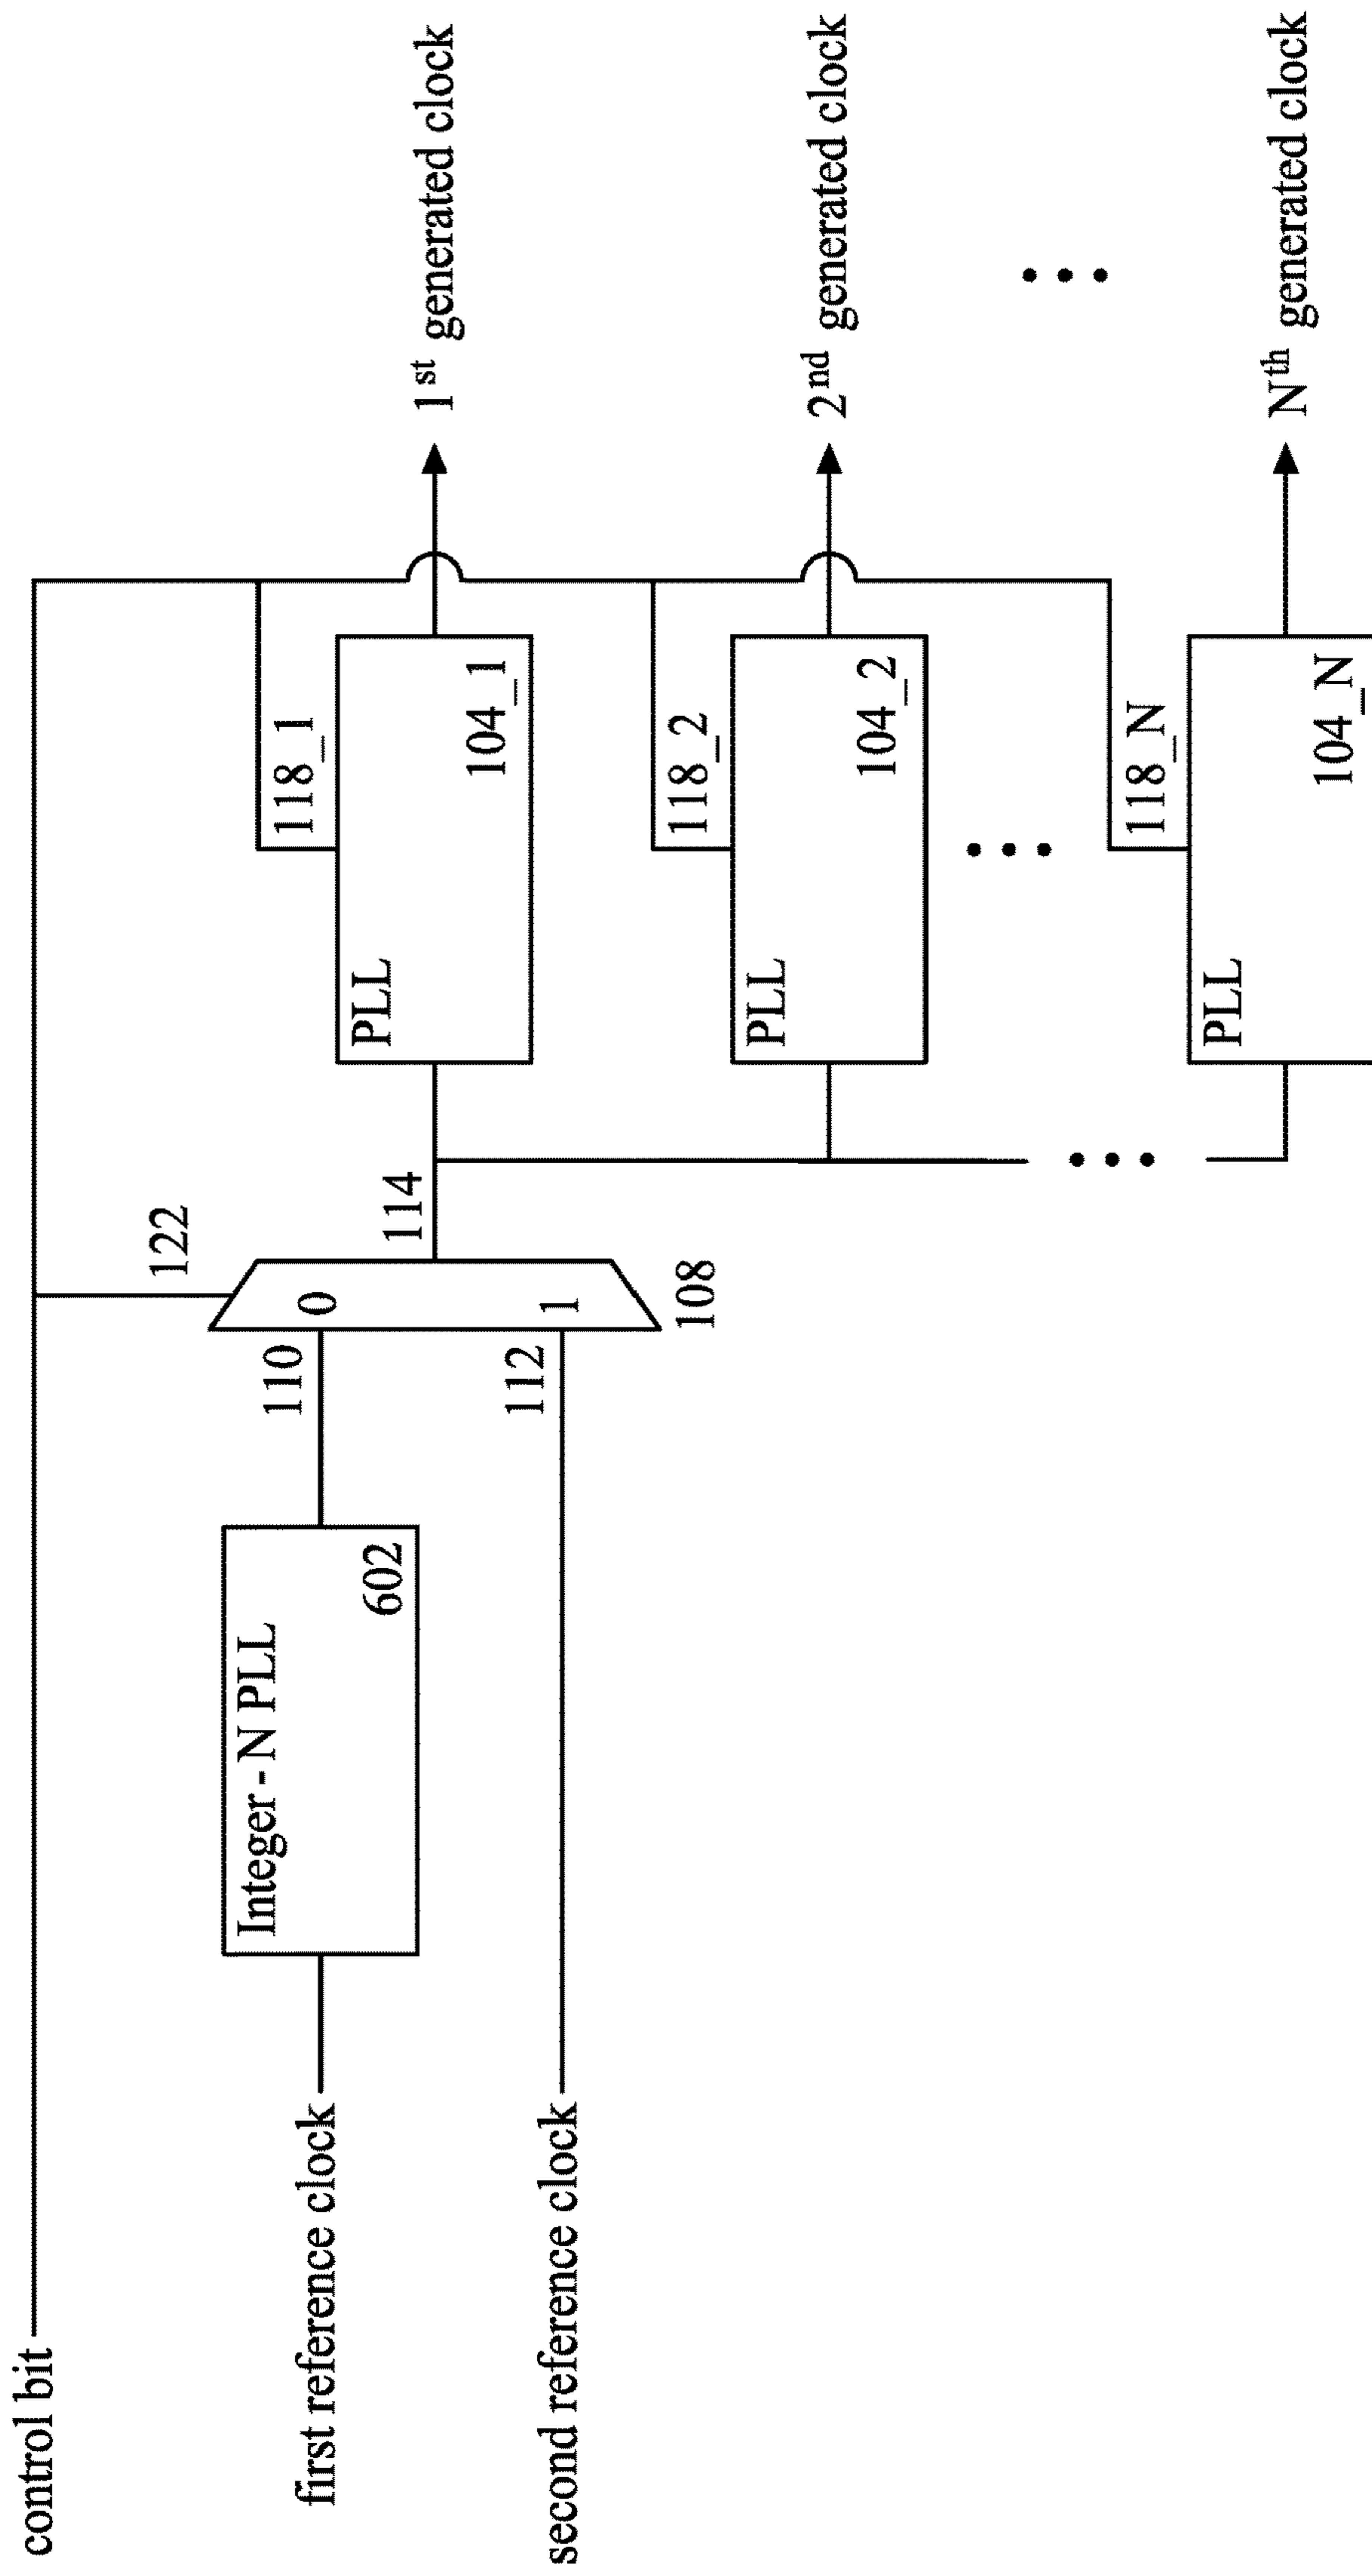 control bit
122
118_1
PLL
104_1
1st generated clock
Integer - N PLL
602
110
0
114
first reference clock
112
1
108
second reference clock
118_2
PLL
104_2
2nd generated clock
118_N
PLL
104_N
Nth generated clock